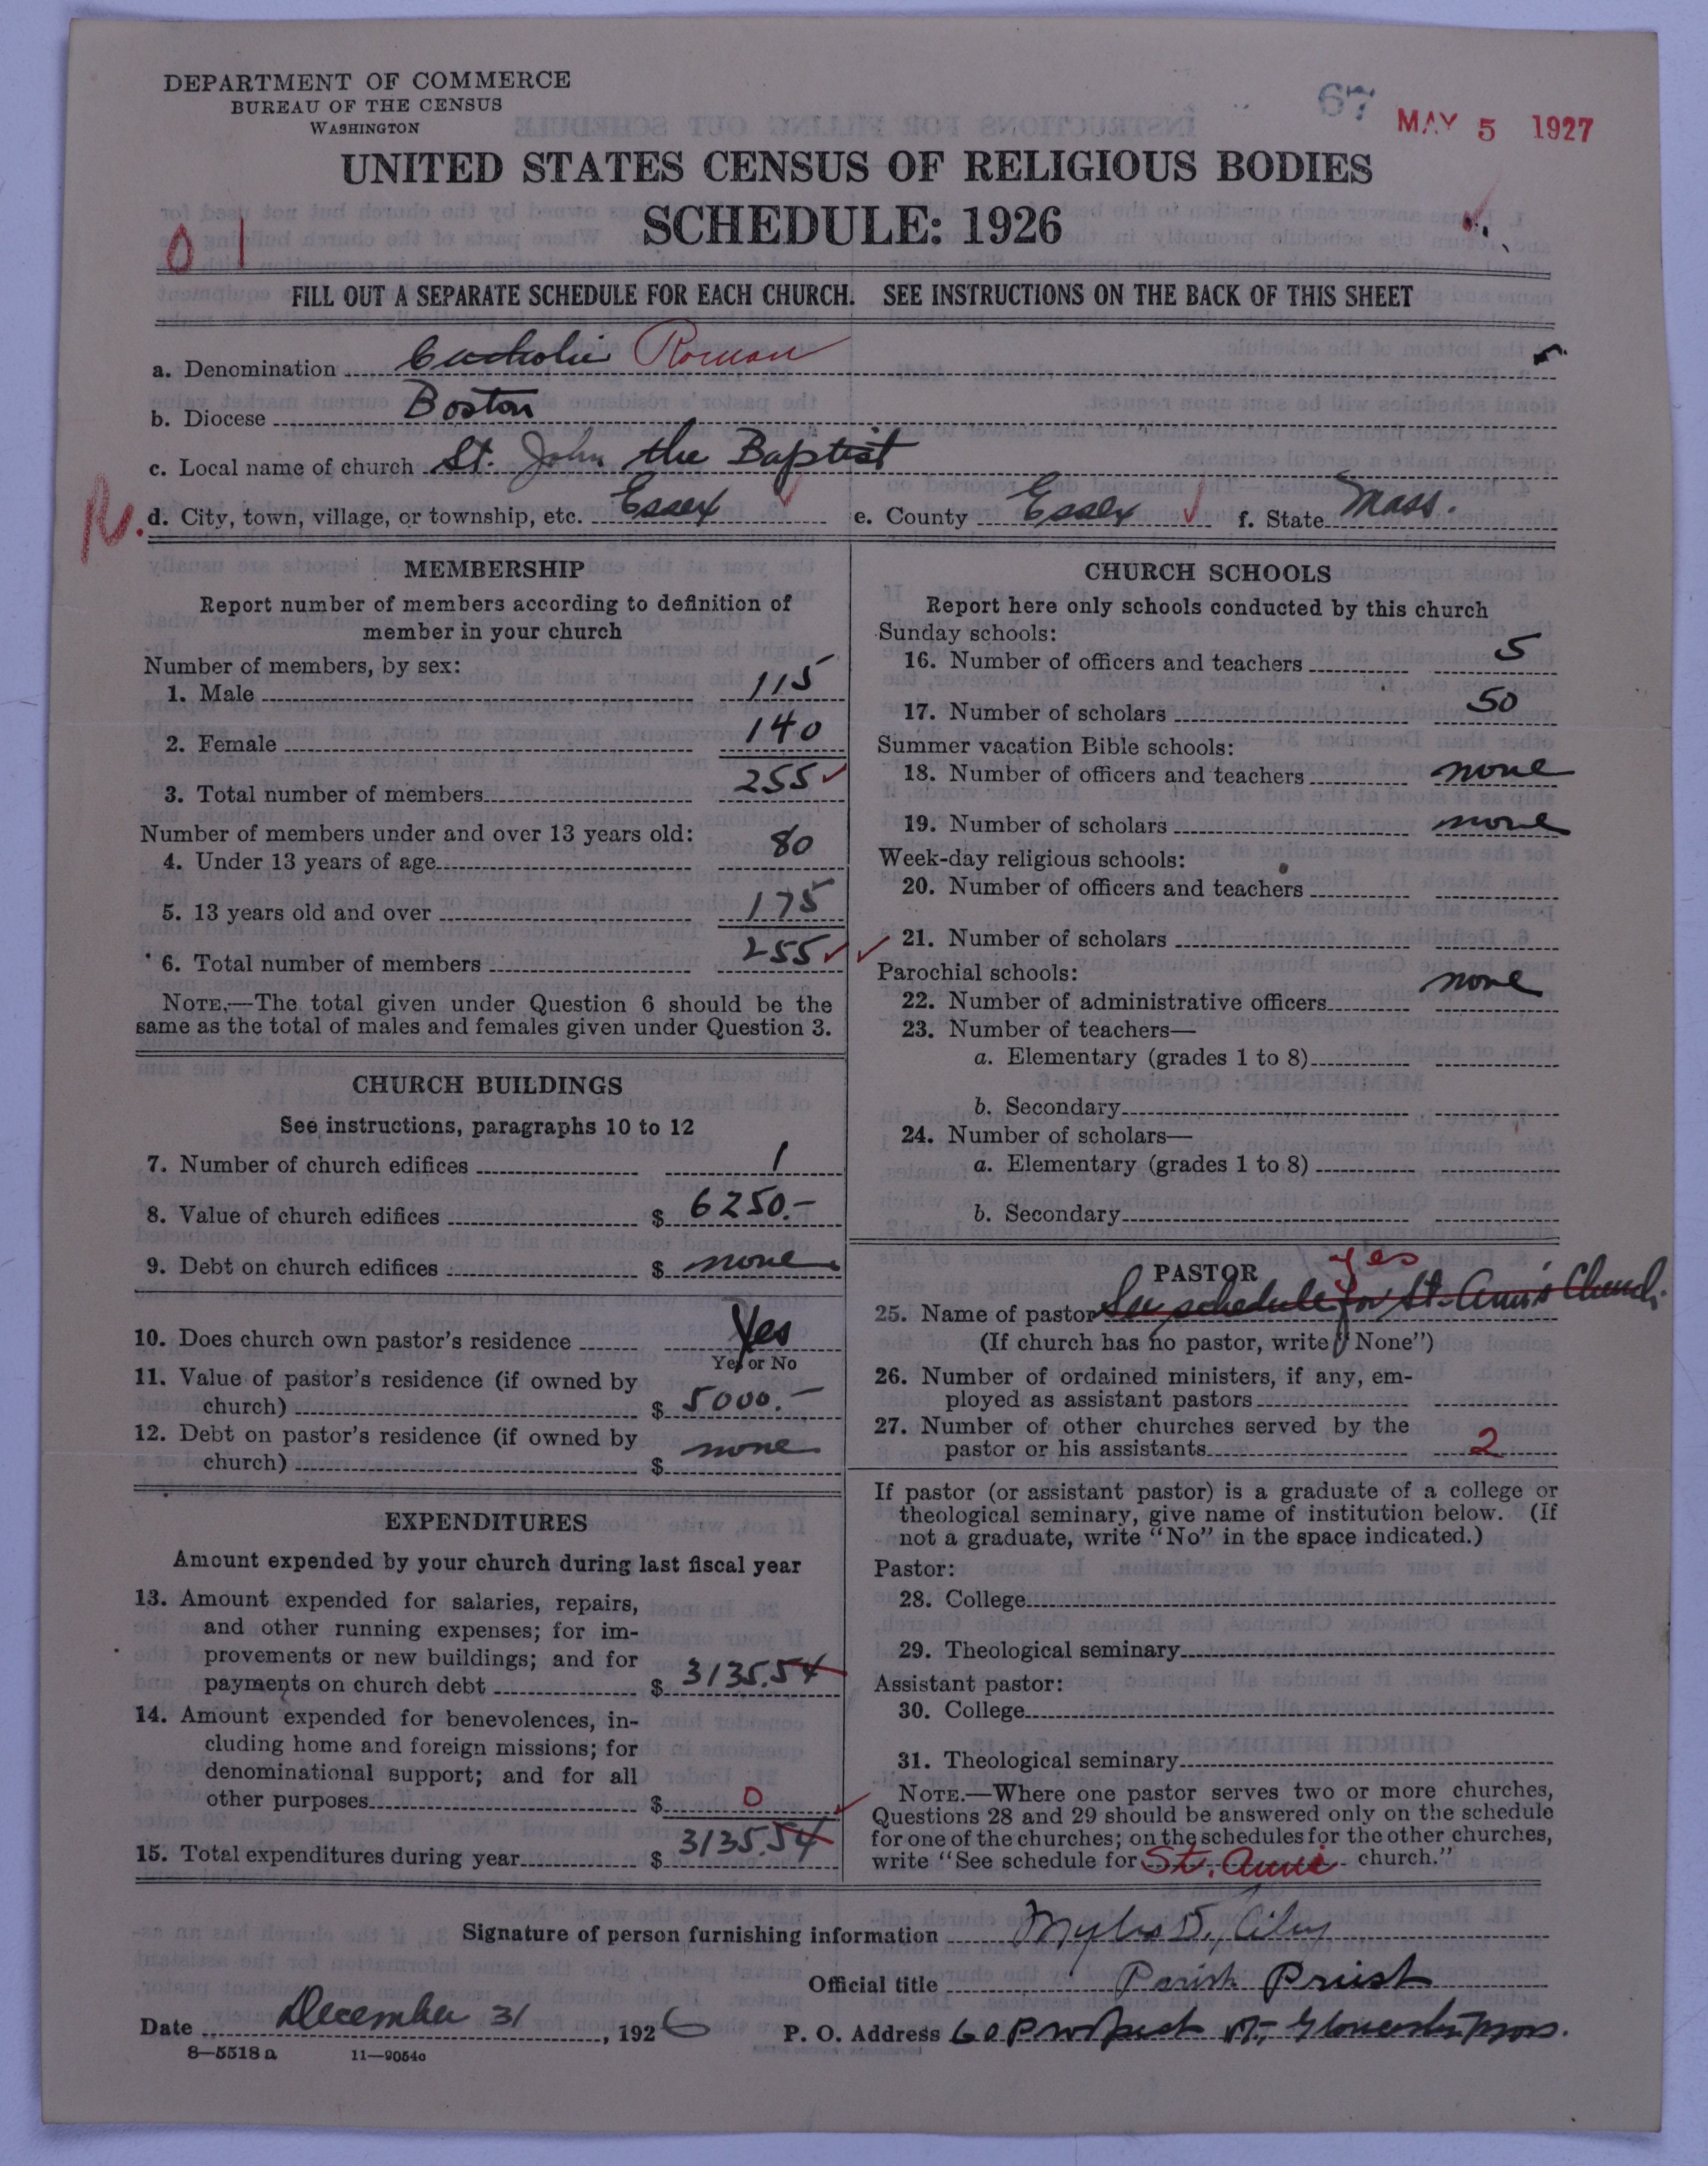 DEPARTMENT OF COMMERCE
BUREAU OF THE CENSUS
WASHINGTON
67 MAY 5 1927
UNITED STATES CENSUS OF RELIGIOUS BODIES
SCHEDULE: 1926
01
FILL OUT A SEPARATE SCHEDULE FOR EACH CHURCH. SEE INSTRUCTIONS ON THE BACK OF THIS SHEET
a. Denomination Catholic Roman
b. Diocese Boston
c. Local name of church St. John the Baptist
d. City, town, village, or township, etc. Essex e. County Essex f. State Mass.
MEMBERSHIP
Report number of members according to definition of
member in your church
Number of members, by sex:
1. Male 115
2. Female 140
3. Total number of members 255
Number of members under and over 13 years old:
4. Under 13 years of age 80
5. 13 years old and over 175
6. Total number of members 255
NOTE.—The total given under Question 6 should be the
same as the total of males and females given under Question 3.
CHURCH BUILDINGS
See instructions, paragraphs 10 to 12
7. Number of church edifices 1
8. Value of church edifices $ 6250.-
9. Debt on church edifices $ none
10. Does church own pastor's residence Yes
Yes or No
11. Value of pastor's residence (if owned by
church) $ 5000.-
12. Debt on pastor's residence (if owned by
church) $ none
EXPENDITURES
Amount expended by your church during last fiscal year
13. Amount expended for salaries, repairs,
and other running expenses; for im-
provements or new buildings; and for
payments on church debt $ 3135.54
14. Amount expended for benevolences, in-
cluding home and foreign missions; for
denominational support; and for all
other purposes $ 0
15. Total expenditures during year $ 3135.54
CHURCH SCHOOLS
Report here only schools conducted by this church
Sunday schools:
16. Number of officers and teachers 5
17. Number of scholars 50
Summer vacation Bible schools:
18. Number of officers and teachers none
19. Number of scholars none
Week-day religious schools:
20. Number of officers and teachers
21. Number of scholars
Parochial schools:
22. Number of administrative officers none
23. Number of teachers—
a. Elementary (grades 1 to 8)
b. Secondary
24. Number of scholars—
a. Elementary (grades 1 to 8)
b. Secondary
PASTOR yes
25. Name of pastor See schedule for St. Ann's Church.
(If church has no pastor, write "None")
26. Number of ordained ministers, if any, em-
ployed as assistant pastors
27. Number of other churches served by the
pastor or his assistants 2
If pastor (or assistant pastor) is a graduate of a college or
theological seminary, give name of institution below. (If
not a graduate, write "No" in the space indicated.)
Pastor:
28. College
29. Theological seminary
Assistant pastor:
30. College
31. Theological seminary
NOTE.—Where one pastor serves two or more churches,
Questions 28 and 29 should be answered only on the schedule
for one of the churches; on the schedules for the other churches,
write "See schedule for St. Anne church."
Signature of person furnishing information Myles D.
Official title Parish Priest
Date December 31, 1926 P. O. Address 60 Prospect St., Gloucester Mass.
8—5518a 11—9054c